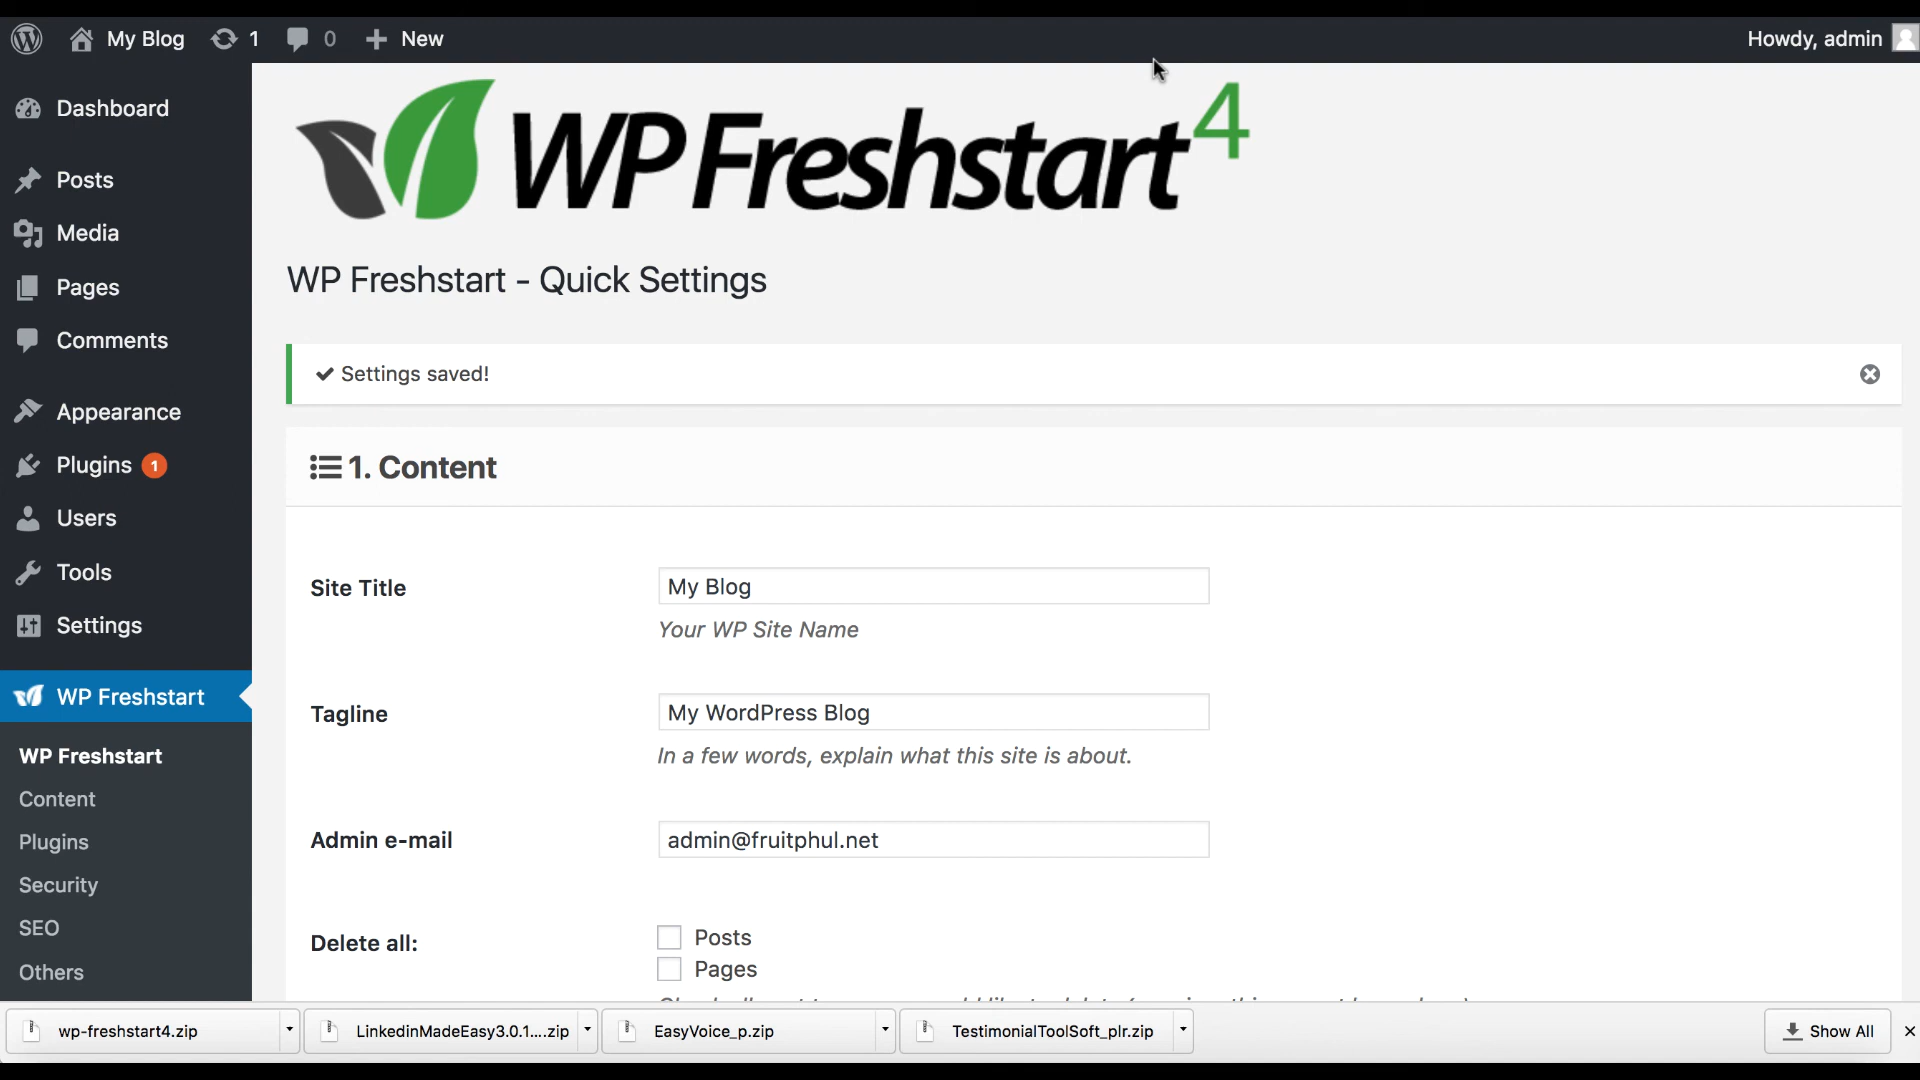 My Blog 1 0 New Howdy, admin
WP Freshstart 4
Dashboard
Posts
Media
Pages
Comments
Appearance
Plugins 1
Users
Tools
Settings
WP Freshstart
WP Freshstart
Content
Plugins
Security
SEO
Others
WP Freshstart - Quick Settings
Settings saved!
1. Content
Site Title
My Blog
Your WP Site Name
Tagline
My WordPress Blog
In a few words, explain what this site is about.
Admin e-mail
admin@fruitphul.net
Delete all:
Posts
Pages
wp-freshstart4.zip LinkedinMadeEasy3.0.1....zip EasyVoice_p.zip TestimonialToolSoft_plr.zip Show All